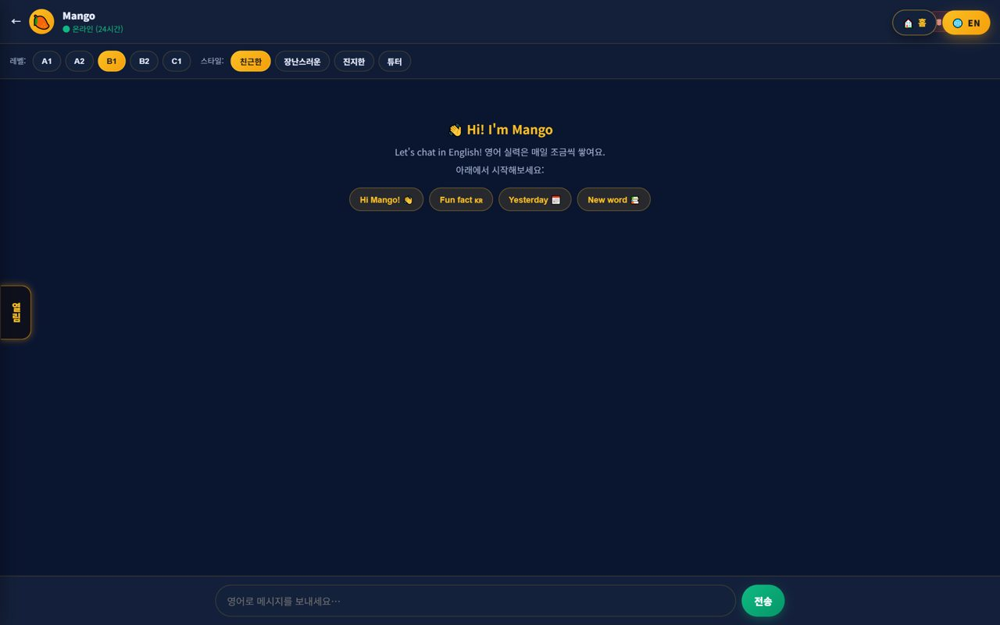 ← Mango
온라인 (24시간)
홈
EN
레벨: A1 A2 B1 B2 C1 스타일: 친근한 장난스러운 진지한 튜터
👋 Hi! I'm Mango
Let's chat in English! 영어 실력은 매일 조금씩 쌓여요.
아래에서 시작해보세요:
Hi Mango! 👋 Fun fact KR Yesterday 📅 New word 📚
열림
영어로 메시지를 보내세요… 전송